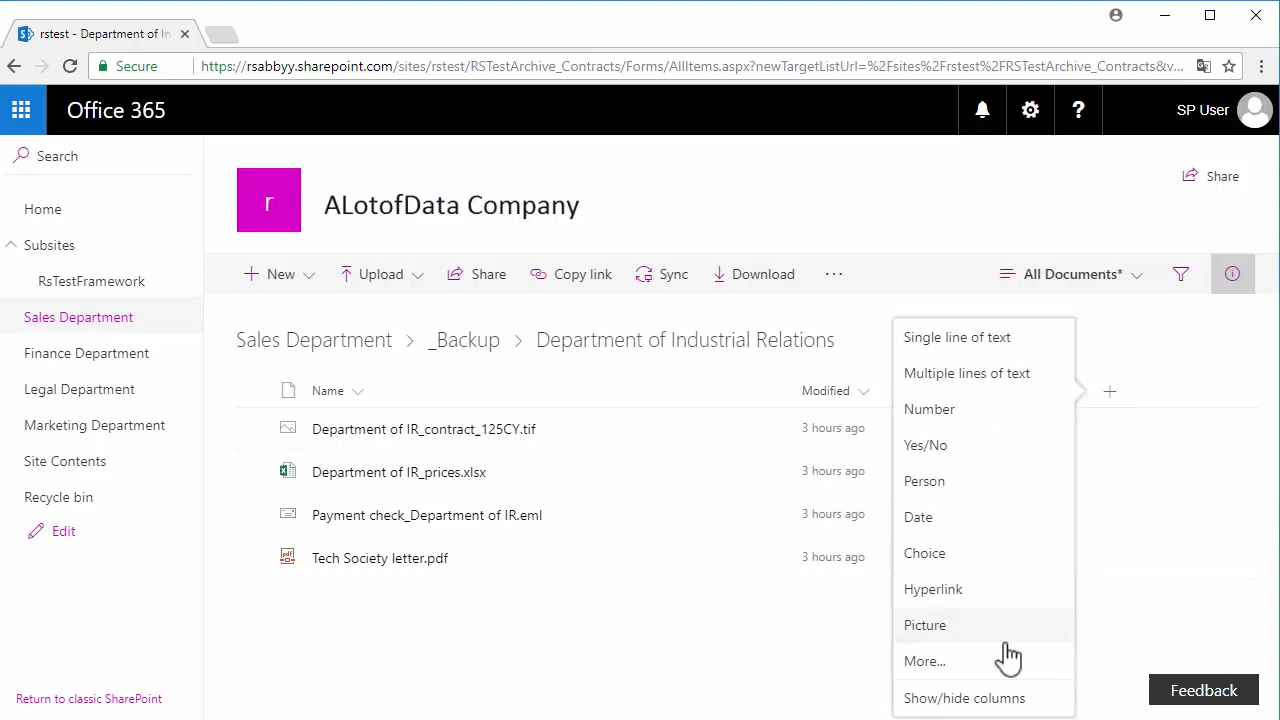 rstest - Department of In
Secure
https://rsabbyy.sharepoint.com/sites/rstest/RSTestArchive_Contracts/Forms/AllItems.aspx?newTargetListUrl=%2Fsites%2Frstest%2FRSTestArchive_Contracts&v...
Office 365
SP User
Search
Home
Subsites
RsTestFramework
Sales Department
Finance Department
Legal Department
Marketing Department
Site Contents
Recycle bin
Edit
Return to classic SharePoint
r
ALotofData Company
Share
New
Upload
Share
Copy link
Sync
Download
...
All Documents*
Sales Department > _Backup > Department of Industrial Relations
Name
Modified
Department of IR_contract_125CY.tif
3 hours ago
Department of IR_prices.xlsx
3 hours ago
Payment check_Department of IR.eml
3 hours ago
Tech Society letter.pdf
3 hours ago
Single line of text
Multiple lines of text
Number
Yes/No
Person
Date
Choice
Hyperlink
Picture
More...
Show/hide columns
Feedback